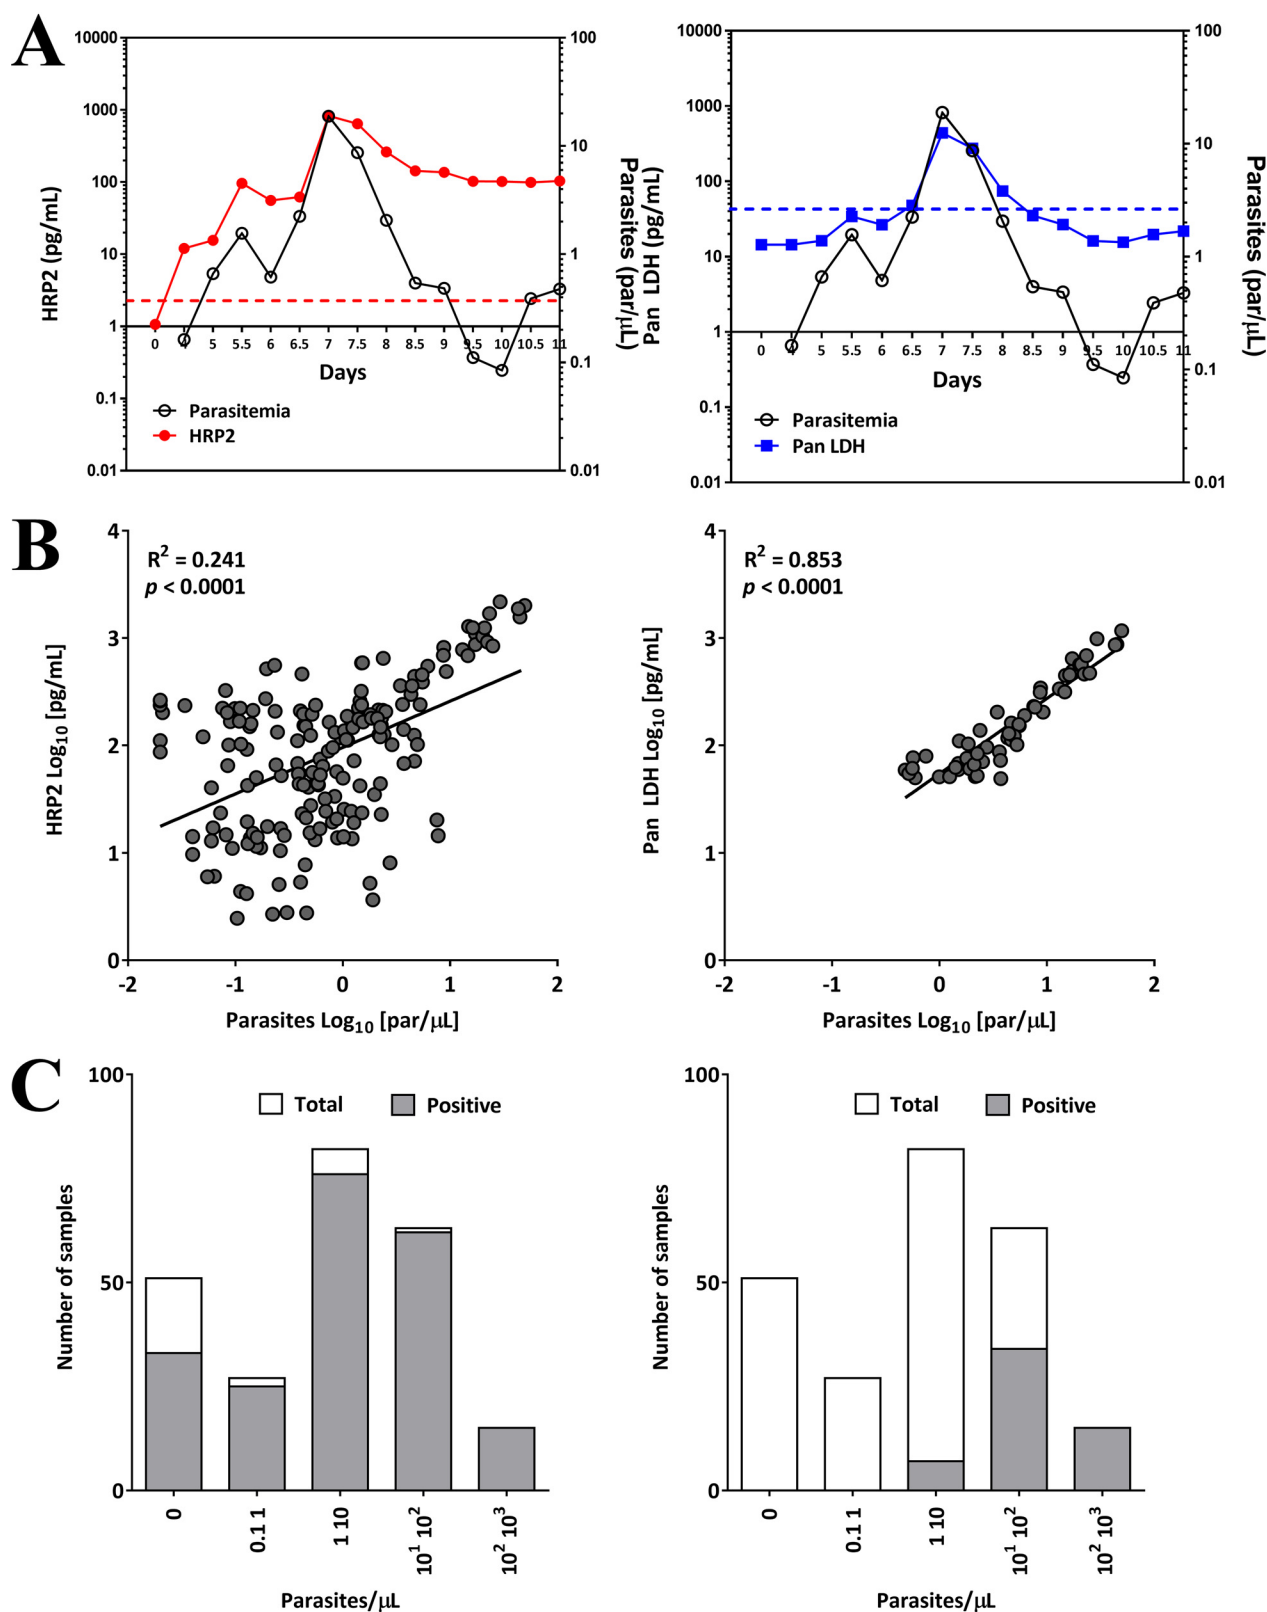 A
10000
1000
100
10
1
0.1
0.01
HRP2 (pg/mL)
100
10
1
0.1
0.01
Parasites (par/μL)
0 4 5 5.5 6 6.5 7 7.5 8 8.5 9 9.5 10 10.5 11
Days
Parasitemia
HRP2
10000
1000
100
10
1
0.1
0.01
Pan LDH (pg/mL)
100
10
1
0.1
0.01
Parasites (par/μL)
0 4 5 5.5 6 6.5 7 7.5 8 8.5 9 9.5 10 10.5 11
Days
Parasitemia
Pan LDH
B
R² = 0.241
p < 0.0001
4
3
2
1
0
HRP2 Log₁₀ [pg/mL]
-2 -1 0 1 2
Parasites Log₁₀ [par/μL]
R² = 0.853
p < 0.0001
4
3
2
1
0
Pan LDH Log₁₀ [pg/mL]
-2 -1 0 1 2
Parasites Log₁₀ [par/μL]
C
Total Positive
100
50
0
Number of samples
0
0.1 1
1 10
10¹ 10²
10² 10³
Parasites/μL
Total Positive
100
50
0
Number of samples
0
0.1 1
1 10
10¹ 10²
10² 10³
Parasites/μL